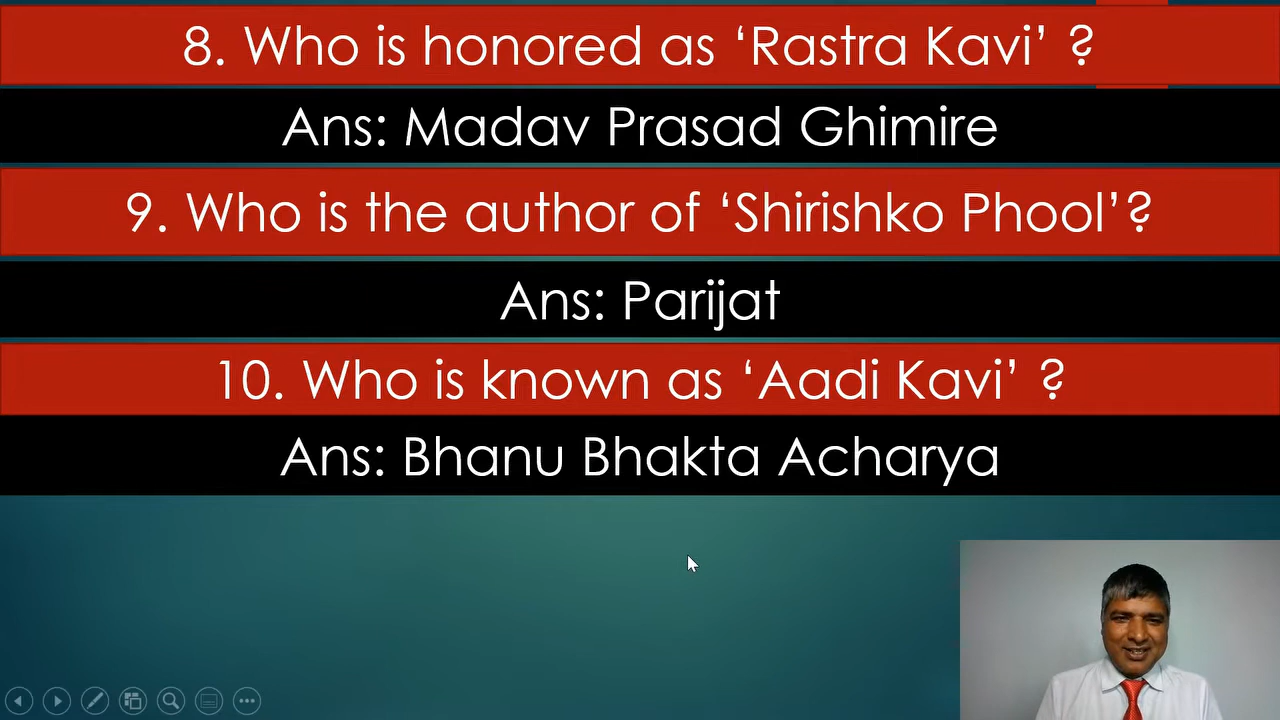 8. Who is honored as ‘Rastra Kavi’ ?
Ans: Madav Prasad Ghimire
9. Who is the author of ‘Shirishko Phool’?
Ans: Parijat
10. Who is known as ‘Aadi Kavi’ ?
Ans: Bhanu Bhakta Acharya